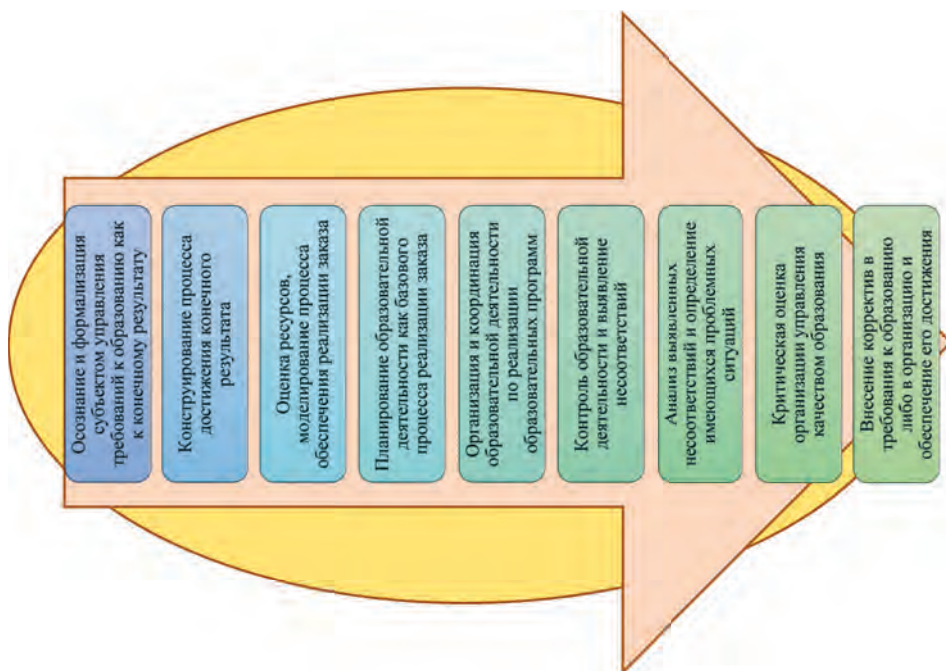 Осознание и формализация
субъектом управления
требований к образованию как
к конечному результату
Конструирование процесса
достижения конечного
результата
Оценка ресурсов,
моделирование процесса
обеспечения реализации заказа
Планирование образовательной
деятельности как базового
процесса реализации заказа
Организация и координация
образовательной деятельности
по реализации
образовательных программ
Контроль образовательной
деятельности и выявление
несоответствий
Анализ выявленных
несоответствий и определение
имеющихся проблемных
ситуаций
Критическая оценка
организации управления
качеством образования
Внесение корректив в
требования к образованию
либо в организацию и
обеспечение его достижения